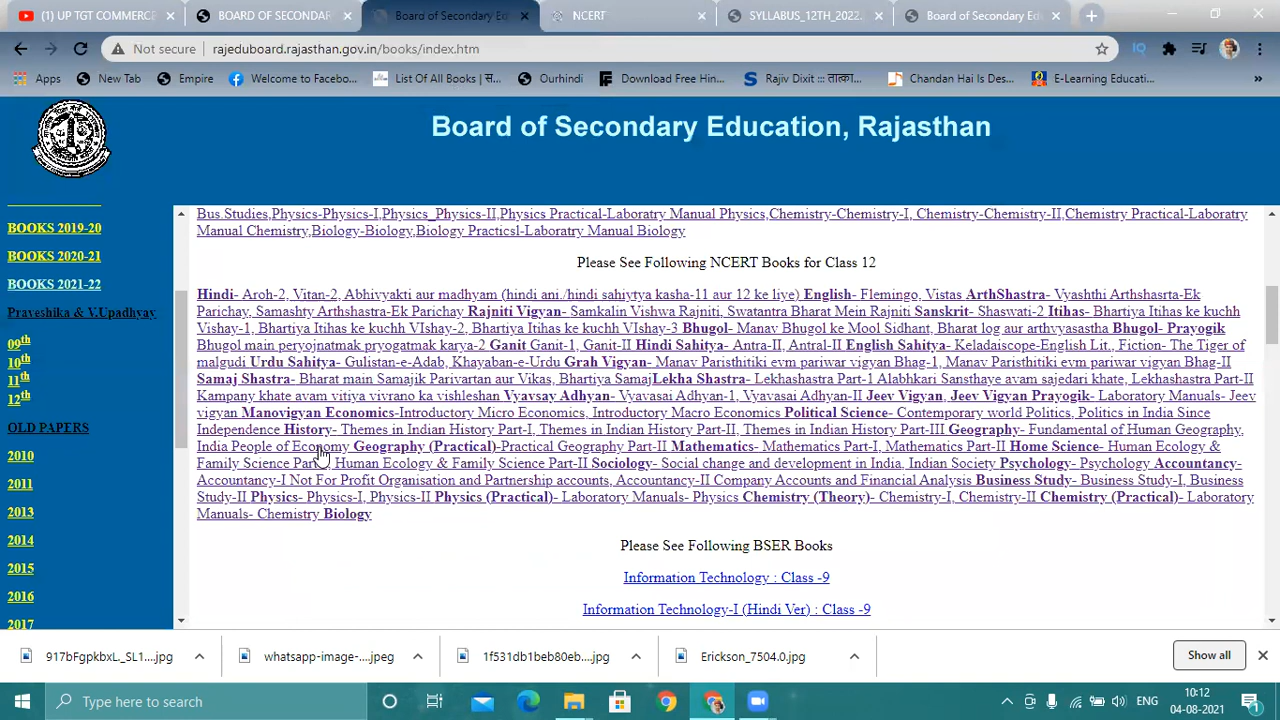 (1) UP TGT COMMERC
BOARD OF SECONDAR
Board of Secondary Ed
NCERT
SYLLABUS_12TH_2022.
Board of Secondary Ed
Not secure rajeduboard.rajasthan.gov.in/books/index.htm
IQ
Apps New Tab Empire Welcome to Facebo... List Of All Books | स... Ourhindi Download Free Hin... Rajiv Dixit ::: तात्का... Chandan Hai Is Des... E-Learning Educati... »
Board of Secondary Education, Rajasthan
BOOKS 2019-20
BOOKS 2020-21
BOOKS 2021-22
Praveshika & V.Upadhyay
09th
10th
11th
12th
OLD PAPERS
2010
2011
2013
2014
2015
2016
2017
Bus.Studies,Physics-Physics-I,Physics_Physics-II,Physics Practical-Laboratry Manual Physics,Chemistry-Chemistry-I, Chemistry-Chemistry-II,Chemistry Practical-Laboratry
Manual Chemistry,Biology-Biology,Biology Practicsl-Laboratry Manual Biology
Please See Following NCERT Books for Class 12
Hindi- Aroh-2, Vitan-2, Abhivyakti aur madhyam (hindi ani./hindi sahiytya kasha-11 aur 12 ke liye) English- Flemingo, Vistas ArthShastra- Vyashthi Arthshasrta-Ek
Parichay, Samashty Arthshastra-Ek Parichay Rajniti Vigyan- Samkalin Vishwa Rajniti, Swatantra Bharat Mein Rajniti Sanskrit- Shaswati-2 Itihas- Bhartiya Itihas ke kuchh
Vishay-1, Bhartiya Itihas ke kuchh VIshay-2, Bhartiya Itihas ke kuchh VIshay-3 Bhugol- Manav Bhugol ke Mool Sidhant, Bharat log aur arthvyasastha Bhugol- Prayogik
Bhugol main peryojnatmak pryogatmak karya-2 Ganit Ganit-1, Ganit-II Hindi Sahitya- Antra-II, Antral-II English Sahitya- Keladaiscope-English Lit., Fiction- The Tiger of
malgudi Urdu Sahitya- Gulistan-e-Adab, Khayaban-e-Urdu Grah Vigyan- Manav Paristhitiki evm pariwar vigyan Bhag-1, Manav Paristhitiki evm pariwar vigyan Bhag-II
Samaj Shastra- Bharat main Samajik Parivartan aur Vikas, Bhartiya SamajLekha Shastra- Lekhashastra Part-1 Alabhkari Sansthaye avam sajedari khate, Lekhashastra Part-II
Kampany khate avam vitiya vivrano ka vishleshan Vyavsay Adhyan- Vyavasai Adhyan-1, Vyavasai Adhyan-II Jeev Vigyan, Jeev Vigyan Prayogik- Laboratory Manuals- Jeev
vigyan Manovigyan Economics-Introductory Micro Economics, Introductory Macro Economics Political Science- Contemporary world Politics, Politics in India Since
Independence History- Themes in Indian History Part-I, Themes in Indian History Part-II, Themes in Indian History Part-III Geography- Fundamental of Human Geography,
India People of Economy Geography (Practical)-Practical Geography Part-II Mathematics- Mathematics Part-I, Mathematics Part-II Home Science- Human Ecology &
Family Science Part Human Ecology & Family Science Part-II Sociology- Social change and development in India, Indian Society Psychology- Psychology Accountancy-
Accountancy-I Not For Profit Organisation and Partnership accounts, Accountancy-II Company Accounts and Financial Analysis Business Study- Business Study-I, Business
Study-II Physics- Physics-I, Physics-II Physics (Practical)- Laboratory Manuals- Physics Chemistry (Theory)- Chemistry-I, Chemistry-II Chemistry (Practical)- Laboratory
Manuals- Chemistry Biology
Please See Following BSER Books
Information Technology : Class -9
Information Technology-I (Hindi Ver) : Class -9
917bFgpkbxL._SL1....jpg whatsapp-image-....jpeg 1f531db1beb80eb....jpg Erickson_7504.0.jpg Show all
Type here to search
ENG 10:12
04-08-2021
1